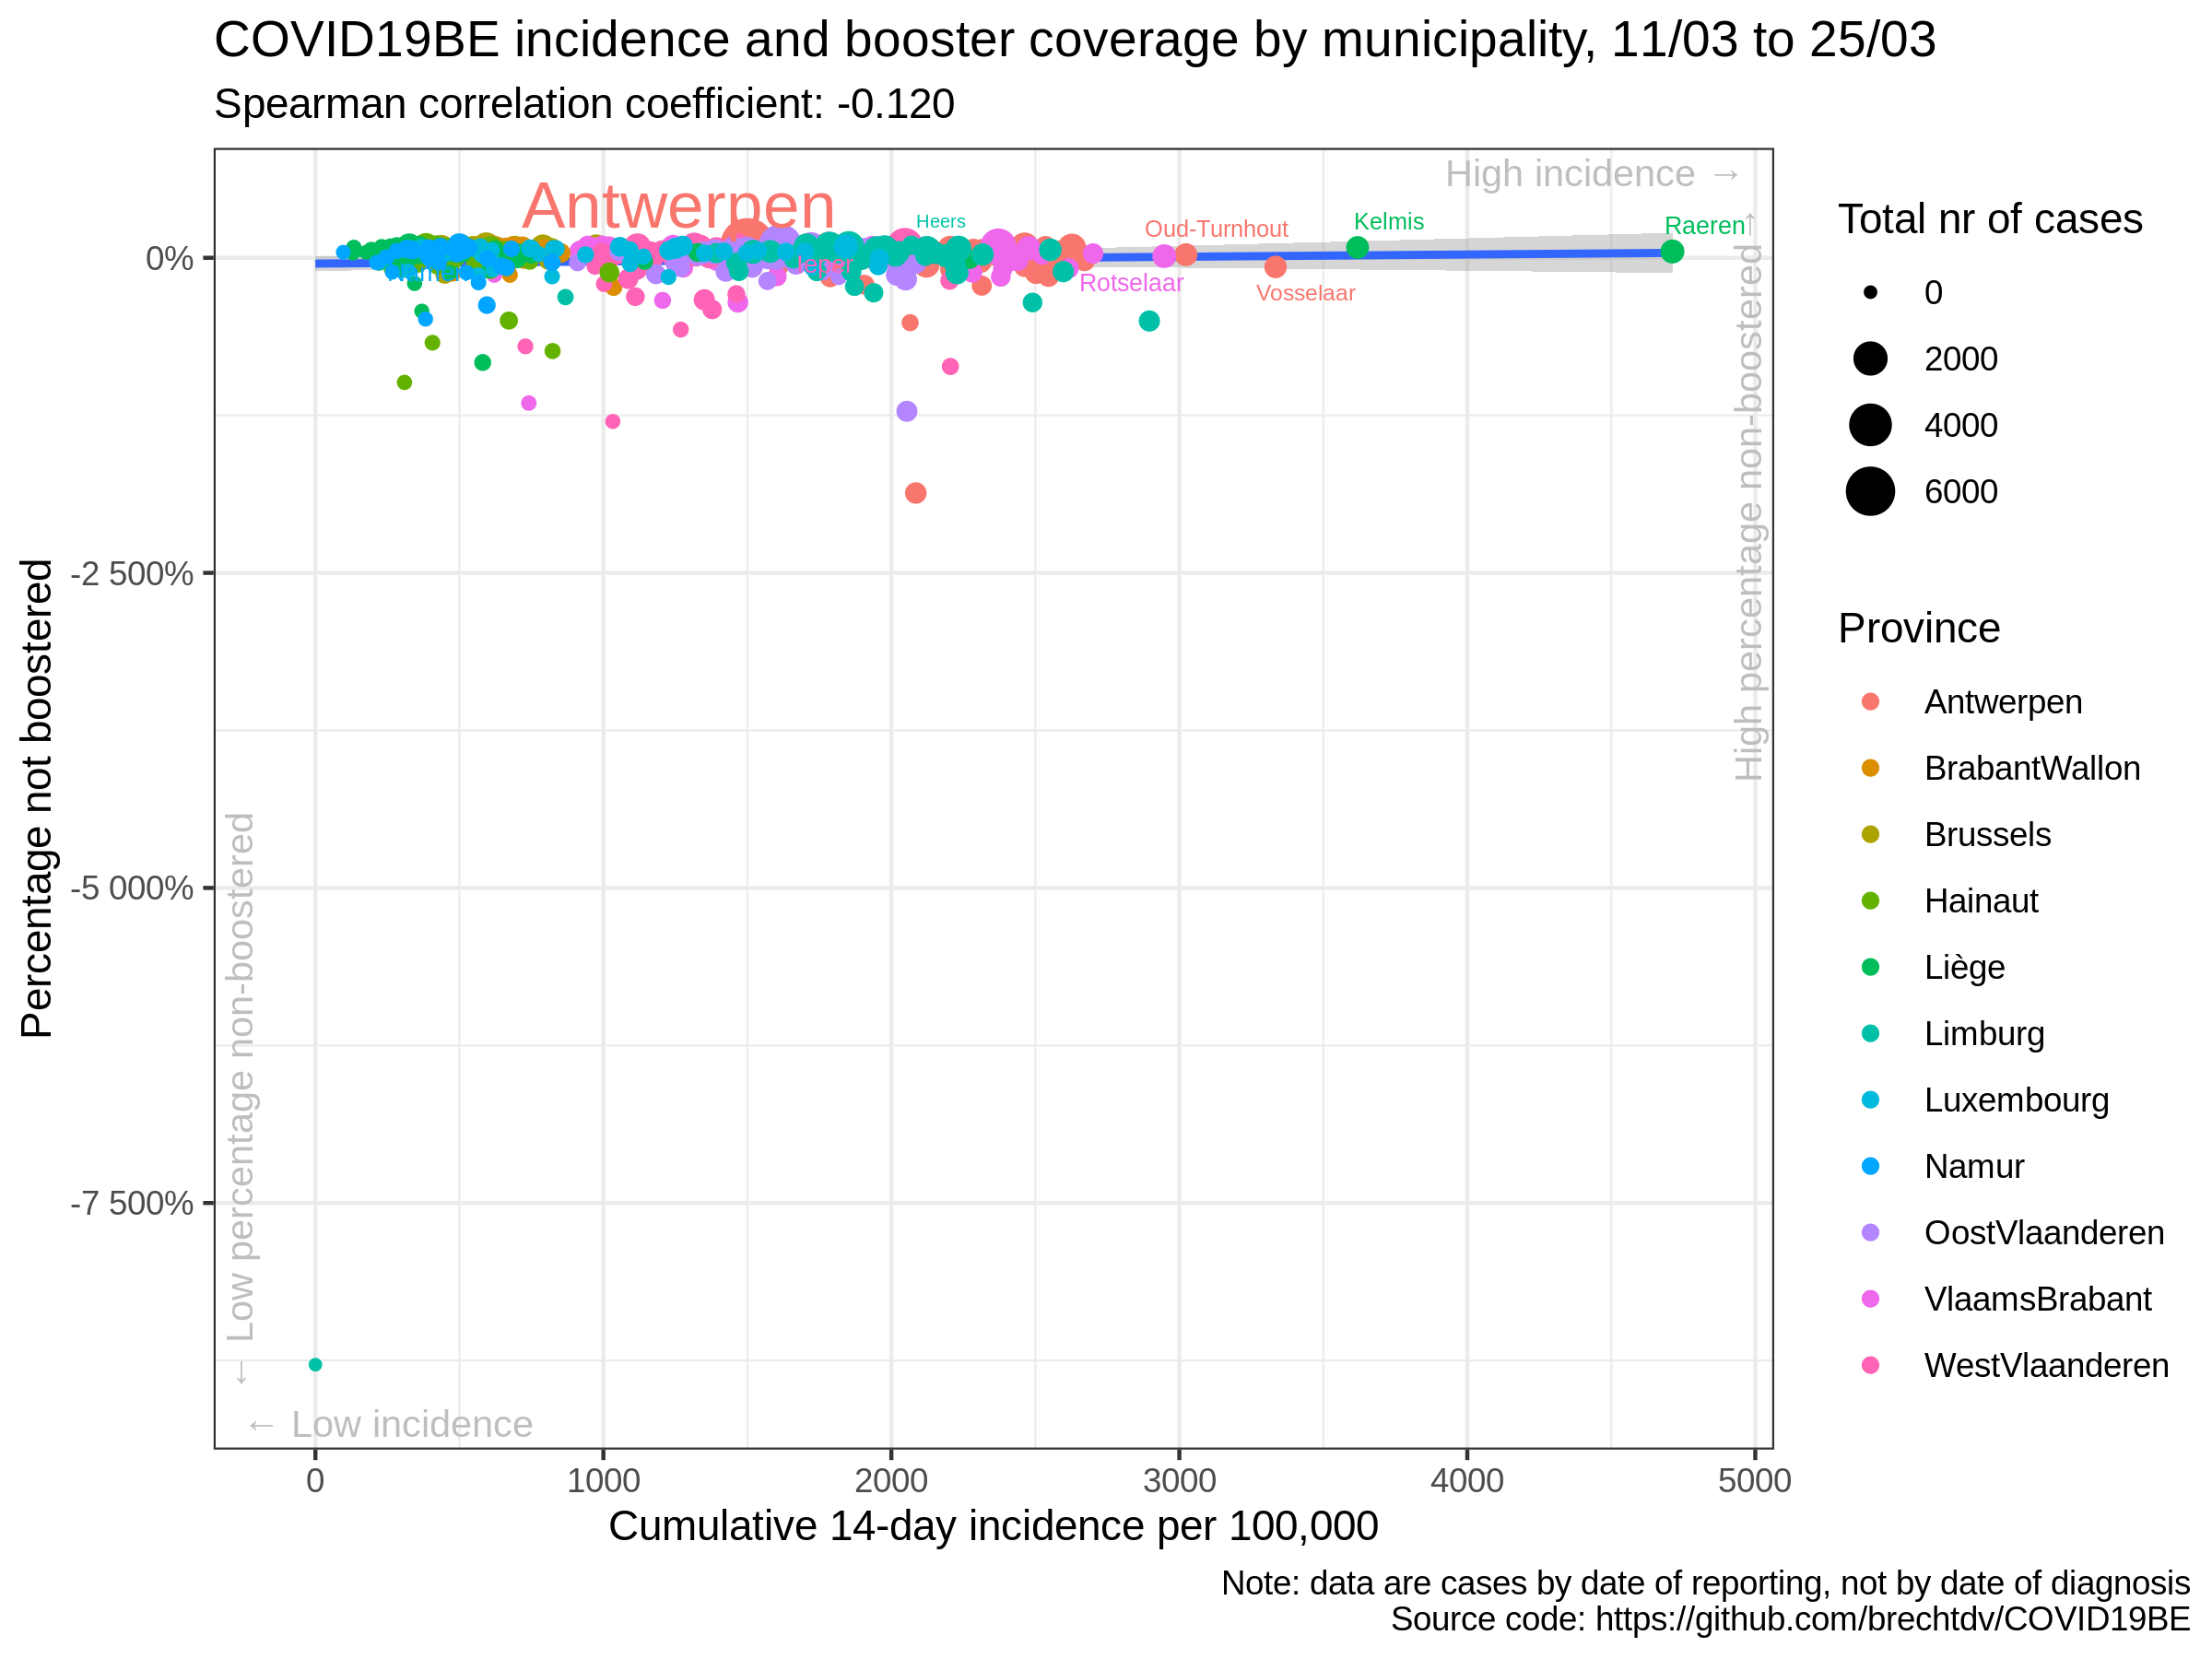 COVID19BE incidence and booster coverage by municipality, 11/03 to 25/03
Spearman correlation coefficient: -0.120
High incidence →
Antwerpen
Heers
Oud-Turnhout
Kelmis
Raeren
Ieper
Rotselaar
Vosselaar
High percentage non-boostered →
← Low percentage non-boostered
← Low incidence
0%
-2 500%
-5 000%
-7 500%
Percentage not boostered
0 1000 2000 3000 4000 5000
Cumulative 14-day incidence per 100,000
Total nr of cases
0
2000
4000
6000
Province
Antwerpen
BrabantWallon
Brussels
Hainaut
Liège
Limburg
Luxembourg
Namur
OostVlaanderen
VlaamsBrabant
WestVlaanderen
Note: data are cases by date of reporting, not by date of diagnosis
Source code: https://github.com/brechtdv/COVID19BE